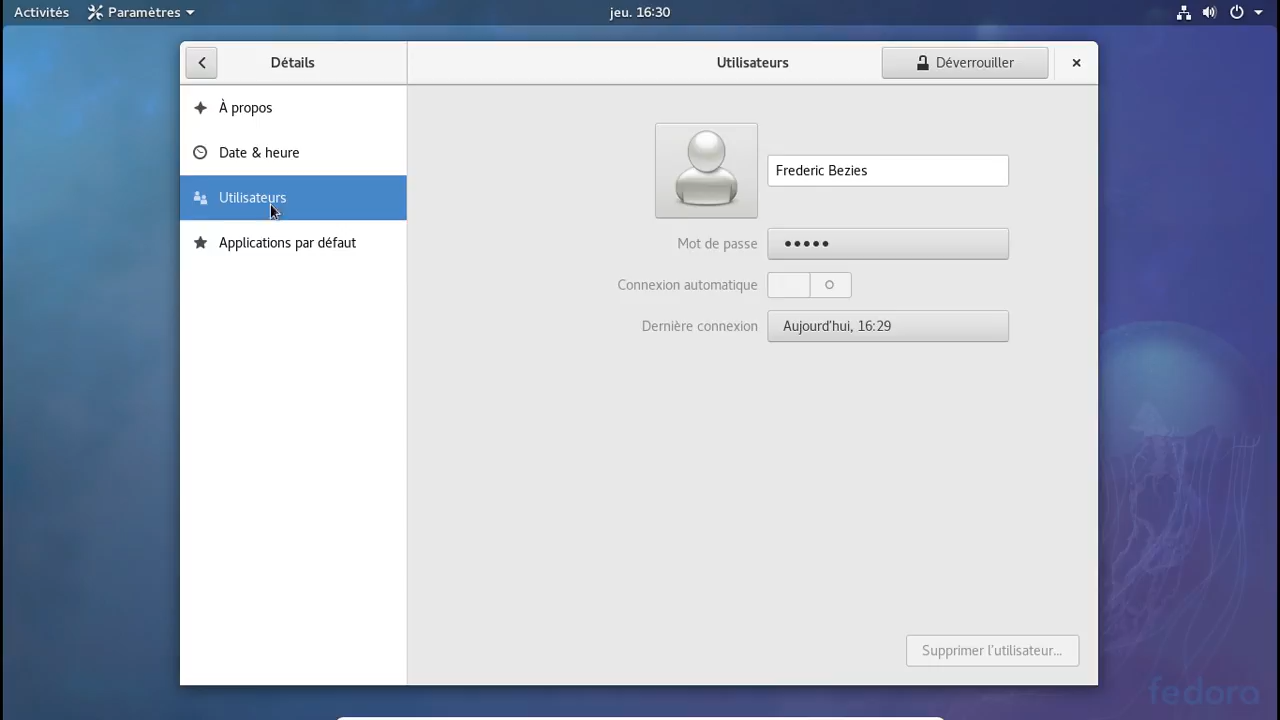 Activités
Paramètres
jeu. 16:30
Détails
Utilisateurs
Déverrouiller
À propos
Date & heure
Utilisateurs
Applications par défaut
Frederic Bezies
Mot de passe
•••••
Connexion automatique
Dernière connexion
Aujourd'hui, 16:29
Supprimer l'utilisateur...
fedora